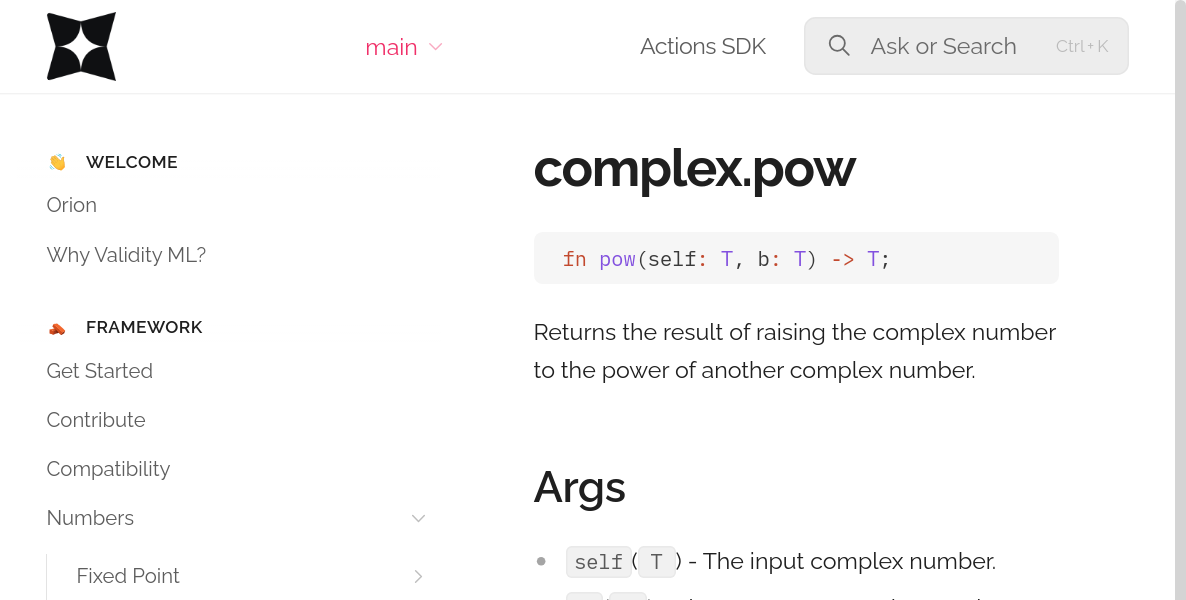 main
Actions SDK
Ask or Search
Ctrl + K
WELCOME
Orion
Why Validity ML?
FRAMEWORK
Get Started
Contribute
Compatibility
Numbers
Fixed Point
complex.pow
fn pow(self: T, b: T) -> T;
Returns the result of raising the complex number
to the power of another complex number.
Args
self(T) - The input complex number.